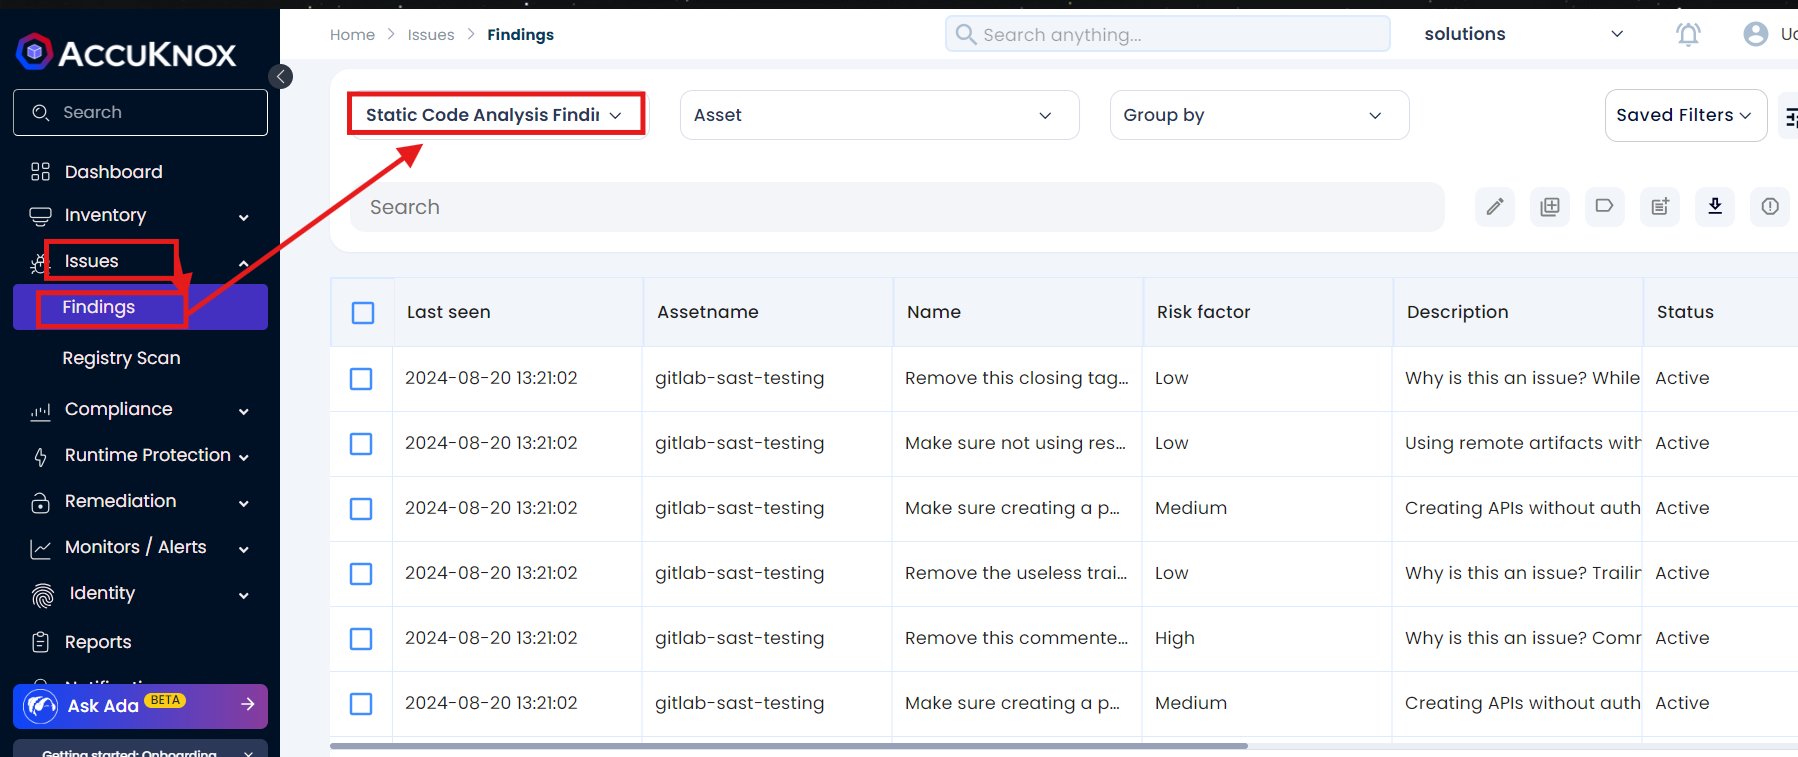 ACCUKNOX
Search
Dashboard
Inventory
Issues
Findings
Registry Scan
Compliance
Runtime Protection
Remediation
Monitors / Alerts
Identity
Reports
Ask Ada BETA
Getting started: Onboarding
Home > Issues > Findings
Search anything...
solutions
Static Code Analysis Findin
Asset
Group by
Saved Filters
Search
Last seen Assetname Name Risk factor Description Status
2024-08-20 13:21:02 gitlab-sast-testing Remove this closing tag... Low Why is this an issue? While Active
2024-08-20 13:21:02 gitlab-sast-testing Make sure not using res... Low Using remote artifacts with Active
2024-08-20 13:21:02 gitlab-sast-testing Make sure creating a p... Medium Creating APIs without auth Active
2024-08-20 13:21:02 gitlab-sast-testing Remove the useless trai... Low Why is this an issue? Trailin Active
2024-08-20 13:21:02 gitlab-sast-testing Remove this commente... High Why is this an issue? Comm Active
2024-08-20 13:21:02 gitlab-sast-testing Make sure creating a p... Medium Creating APIs without auth Active